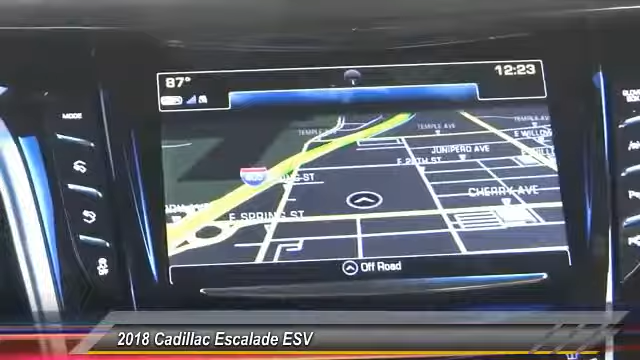 87°
12:23
MODE
TEMPLE AVE
TEMPLE AVE
E WILLOW
JUNIPERO AVE
E 28TH ST
CHERRY AVE
E SPRING ST
Off Road
2018 Cadillac Escalade ESV